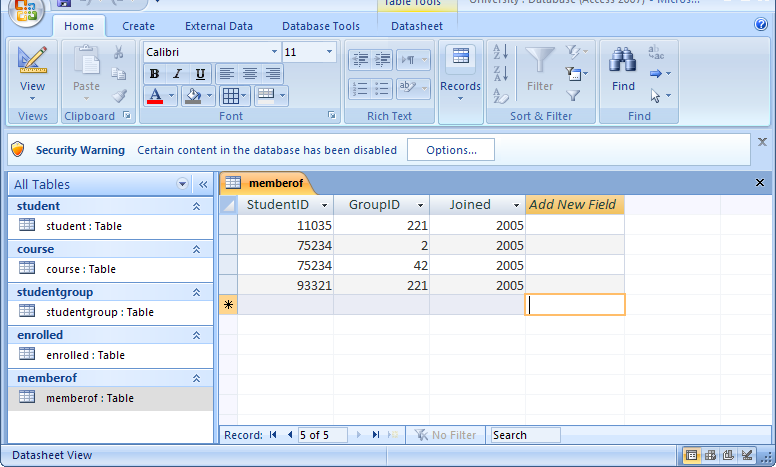 Table Tools
University : Database (Access 2007) - Micros...
Home Create External Data Database Tools Datasheet
View
Paste
Calibri 11
B I U
A
Records
Filter
Find
ab ac
Views Clipboard Font Rich Text Sort & Filter Find
Security Warning Certain content in the database has been disabled Options...
All Tables
student
student : Table
course
course : Table
studentgroup
studentgroup : Table
enrolled
enrolled : Table
memberof
memberof : Table
memberof
StudentID GroupID Joined Add New Field
11035 221 2005
75234 2 2005
75234 42 2005
93321 221 2005
Record: 5 of 5 No Filter Search
Datasheet View